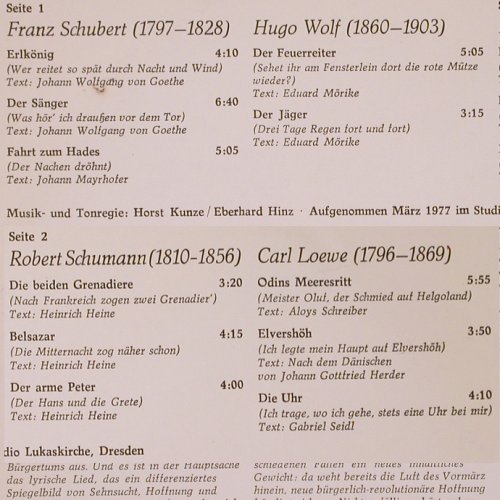 Seite 1
Franz Schubert (1797–1828)
Erlkönig 4:10
(Wer reitet so spät durch Nacht und Wind)
Text: Johann Wolfgang von Goethe
Der Sänger 6:40
(Was hör' ich draußen vor dem Tor)
Text: Johann Wolfgang von Goethe
Fahrt zum Hades 5:05
(Der Nachen dröhnt)
Text: Johann Mayrhofer
Hugo Wolf (1860–1903)
Der Feuerreiter 5:05
(Sehet ihr am Fensterlein dort die rote Mütze
wieder?)
Text: Eduard Mörike
Der Jäger 3:15
(Drei Tage Regen fort und fort)
Text: Eduard Mörike
Musik- und Tonregie: Horst Kunze / Eberhard Hinz · Aufgenommen März 1977 im Studi
Seite 2
Robert Schumann (1810-1856)
Die beiden Grenadiere 3:20
(Nach Frankreich zogen zwei Grenadier')
Text: Heinrich Heine
Belsazar 4:15
(Die Mitternacht zog näher schon)
Text: Heinrich Heine
Der arme Peter 4:00
(Der Hans und die Grete)
Text: Heinrich Heine
Carl Loewe (1796–1869)
Odins Meeresritt 5:55
(Meister Oluf, der Schmied auf Helgoland)
Text: Aloys Schreiber
Elvershöh 3:50
(Ich legte mein Haupt auf Elvershöh)
Text: Nach dem Dänischen
von Johann Gottfried Herder
Die Uhr 4:10
(Ich trage, wo ich gehe, stets eine Uhr bei mir)
Text: Gabriel Seidl
dio Lukaskirche, Dresden
Bürgertums aus. Und es ist in der Hauptsache
das lyrische Lied, das ein differenziertes
Spiegelbild von Sehnsucht, Hoffnung und
schiedenen Fällen ein neues inhaltliches
Gewicht: da weht bereits die Luft des Vormärz
hinein, neue bürgerlich-revolutionäre Hoffnung